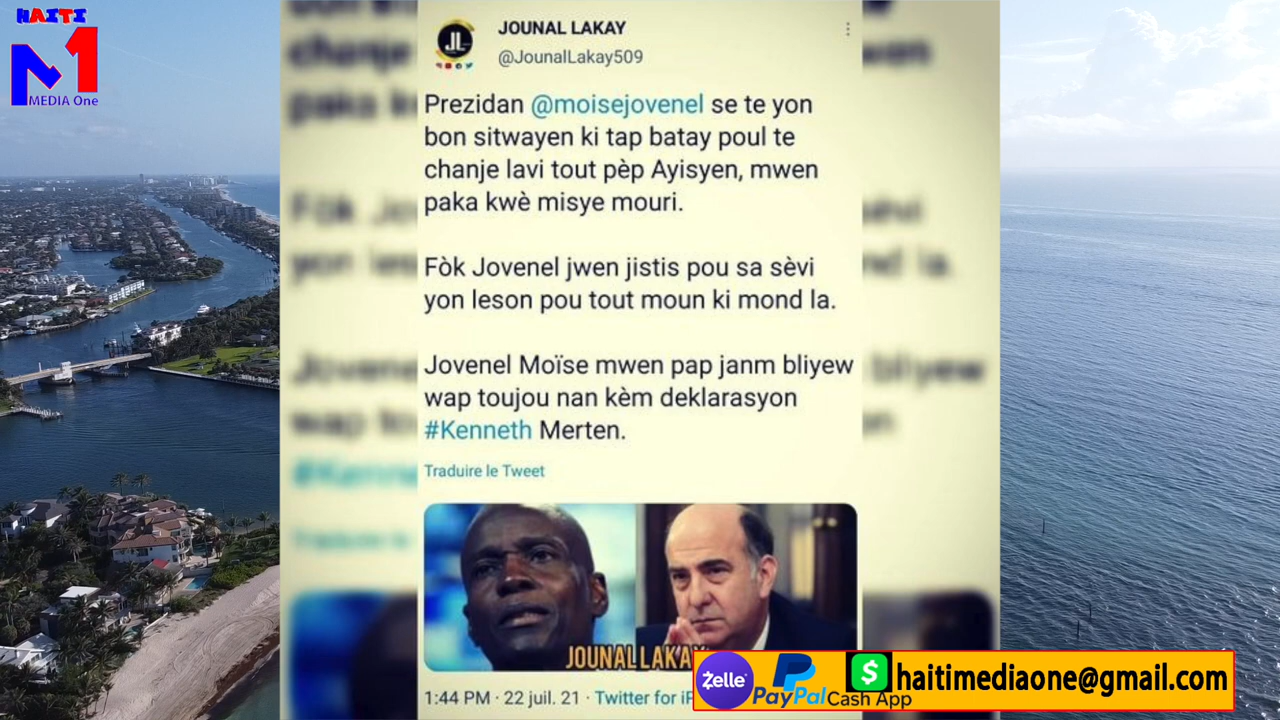 HAITI
M1
MEDIA One
JOUNAL LAKAY
@JounalLakay509
JL
Prezidan @moisejovenel se te yon
bon sitwayen ki tap batay poul te
chanje lavi tout pèp Ayisyen, mwen
paka kwè misye mouri.
Fòk Jovenel jwen jistis pou sa sèvi
yon leson pou tout moun ki mond la.
Jovenel Moïse mwen pap janm bliyew
wap toujou nan kèm deklarasyon
#Kenneth Merten.
Traduire le Tweet
JOUNAL LAKAY
1:44 PM · 22 juil. 21 · Twitter for
Zelle
PayPal
$
Cash App
haitimediaone@gmail.com